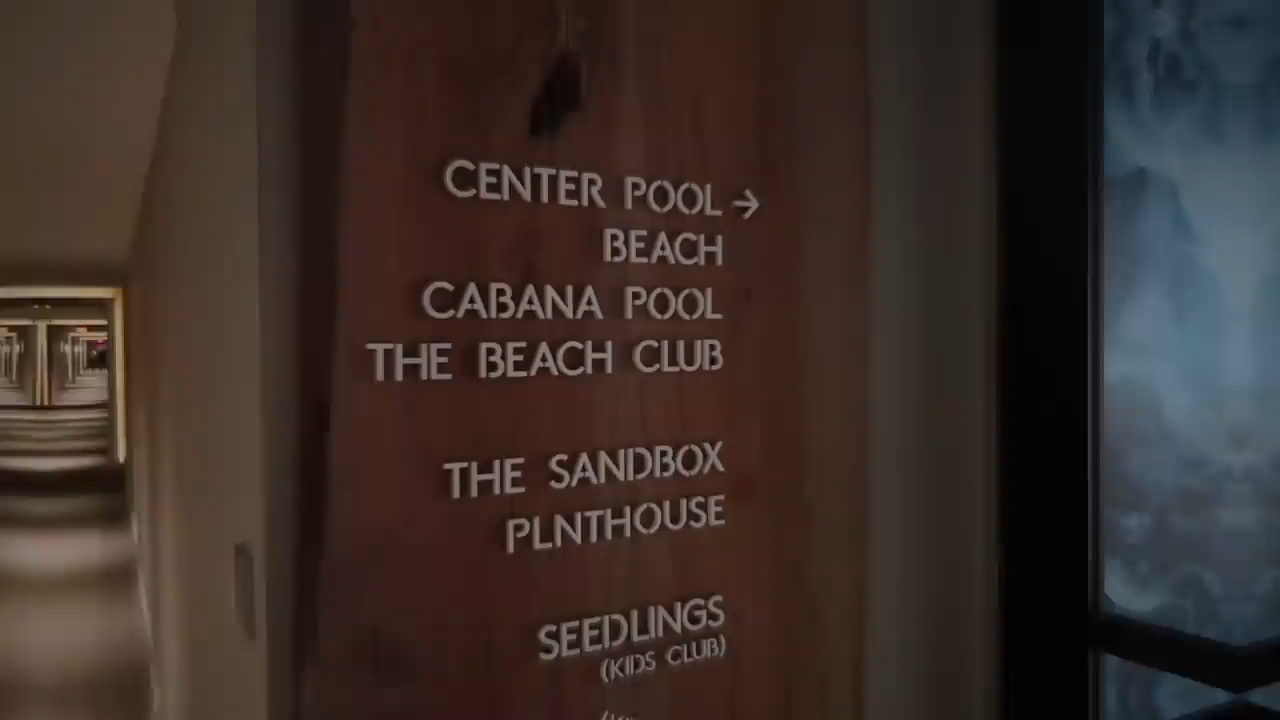 CENTER POOL →
BEACH
CABANA POOL
THE BEACH CLUB
THE SANDBOX
PLNTHOUSE
SEEDLINGS
(KIDS CLUB)